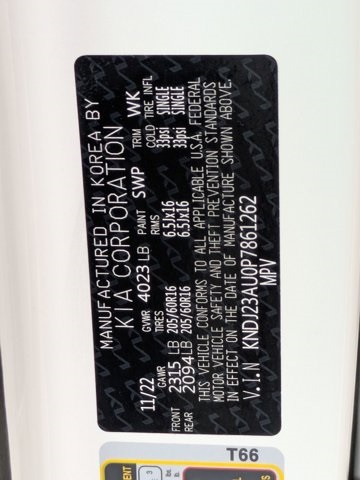 MANUFACTURED IN KOREA BY
KIA CORPORATION
11/22 GVWR 4023 LB PAINT SWP TRIM WK
GAWR TIRES RIMS COLD TIRE INFL
FRONT 2315 LB 205/60R16 6.5Jx16 33psi SINGLE
REAR 2094 LB 205/60R16 6.5Jx16 33psi SINGLE
THIS VEHICLE CONFORMS TO ALL APPLICABLE U.S.A. FEDERAL
MOTOR VEHICLE SAFETY AND THEFT PREVENTION STANDARDS
IN EFFECT ON THE DATE OF MANUFACTURE SHOWN ABOVE.
V.I.N KNDJ23AU0P7861262
MPV
T66